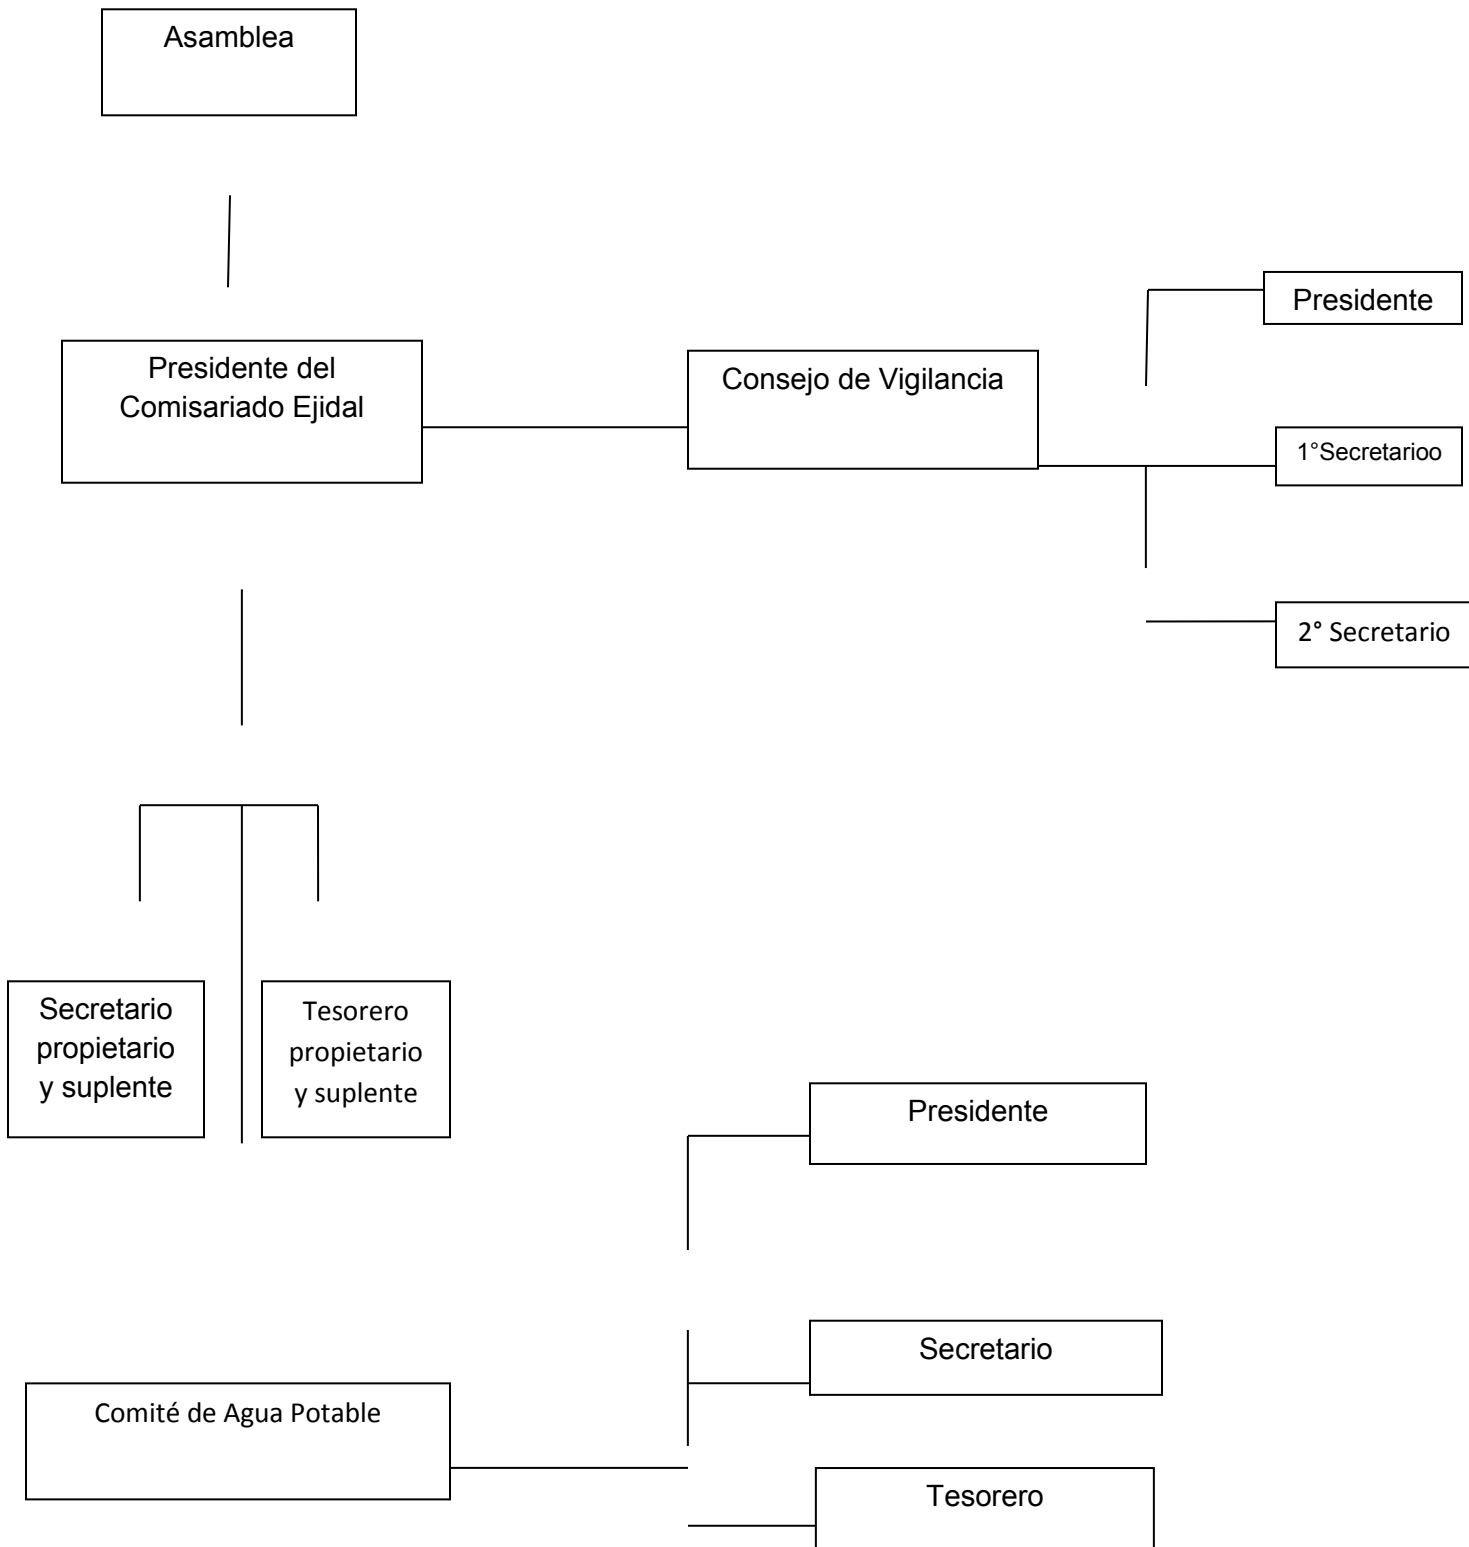 Asamblea
Presidente
Presidente del
Comisariado Ejidal
Consejo de Vigilancia
1°Secretarioo
2° Secretario
Secretario
propietario
y suplente
Tesorero
propietario
y suplente
Presidente
Secretario
Comité de Agua Potable
Tesorero